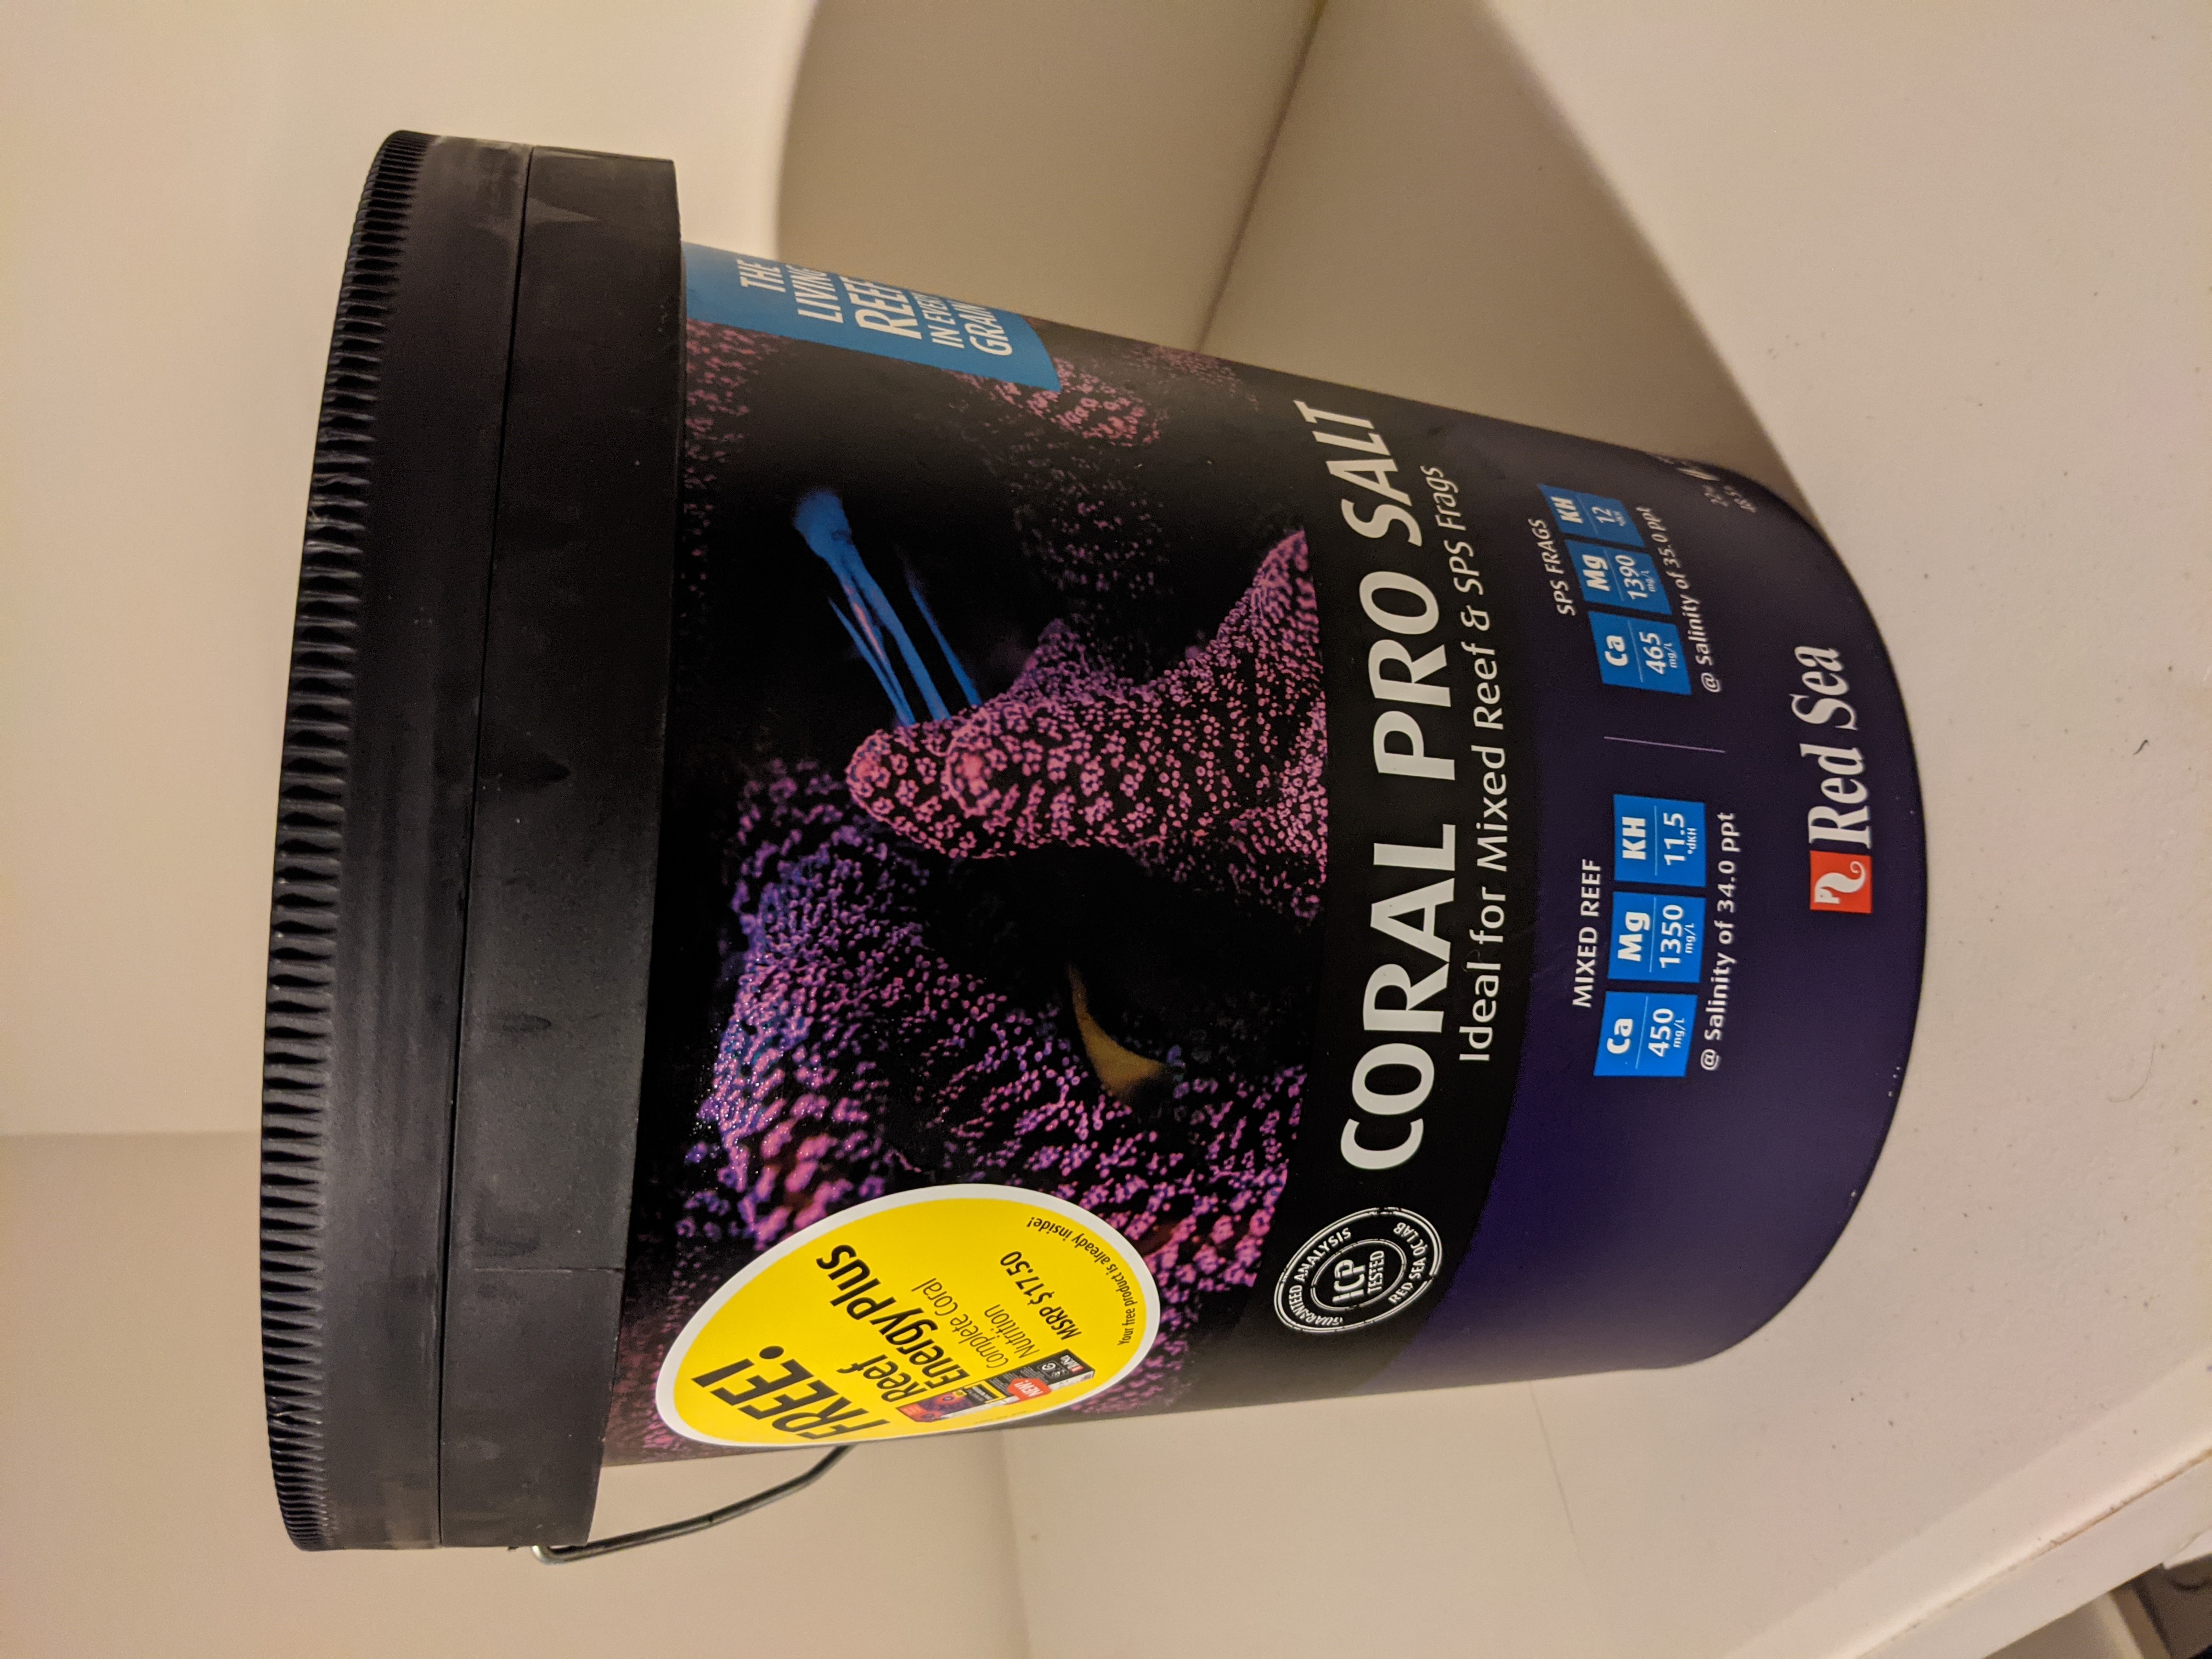 FREE!
Reef
EnergyPlus
Complete Coral
Nutrition
MSRP $17.50
Your free product is already inside!
NEW!
THE
LIVING
REEF
IN EVERY
GRAIN
GUARANTEED ANALYSIS
ICP
TESTED
RED SEA QC LAB
CORAL PRO SALT
Ideal for Mixed Reef & SPS Frags
MIXED REEF
Ca Mg KH
450 1350 11.5
mg/L mg/L °dKH
@ Salinity of 34.0 ppt
SPS FRAGS
Ca Mg KH
465 1390 12
mg/L mg/L °dKH
@ Salinity of 35.0 ppt
Red Sea